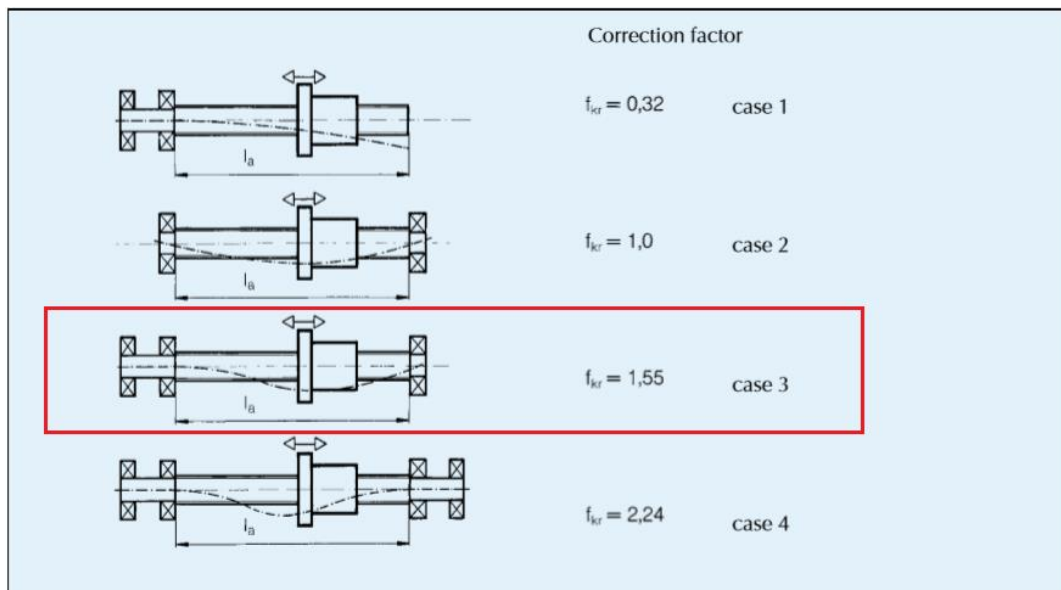 Correction factor
f_kr = 0,32 case 1
l_a
f_kr = 1,0 case 2
l_a
f_kr = 1,55 case 3
l_a
f_kr = 2,24 case 4
l_a